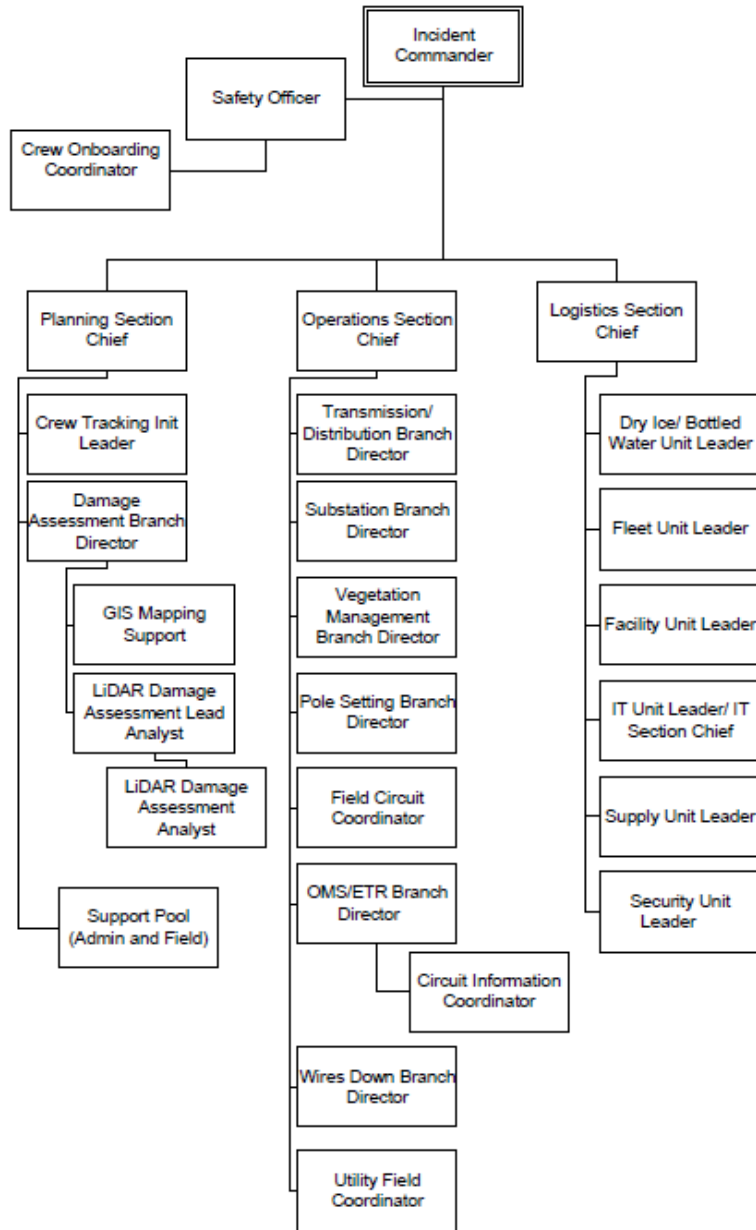 Incident
Commander
Safety Officer
Crew Onboarding
Coordinator
Planning Section
Chief
Operations Section
Chief
Logistics Section
Chief
Crew Tracking Init
Leader
Damage
Assessment Branch
Director
GIS Mapping
Support
LiDAR Damage
Assessment Lead
Analyst
LiDAR Damage
Assessment
Analyst
Support Pool
(Admin and Field)
Transmission/
Distribution Branch
Director
Substation Branch
Director
Vegetation
Management
Branch Director
Pole Setting Branch
Director
Field Circuit
Coordinator
OMS/ETR Branch
Director
Circuit Information
Coordinator
Wires Down Branch
Director
Utility Field
Coordinator
Dry Ice/ Bottled
Water Unit Leader
Fleet Unit Leader
Facility Unit Leader
IT Unit Leader/ IT
Section Chief
Supply Unit Leader
Security Unit
Leader